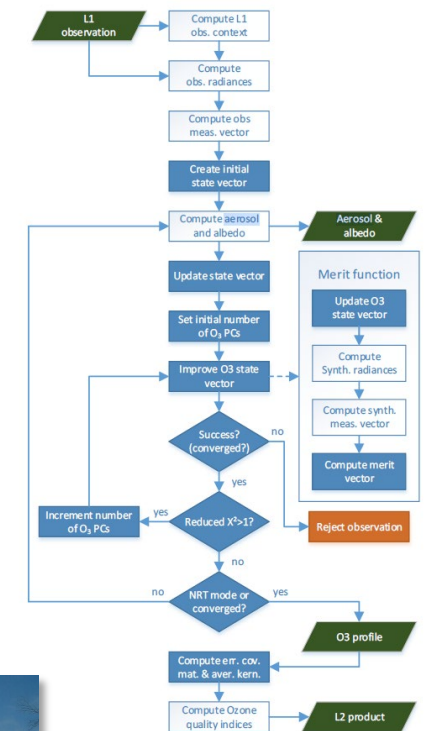 L1
observation
Compute L1
obs. context
Compute
obs. radiances
Compute obs
meas. vector
Create initial
state vector
Compute aerosol
and albedo
Aerosol &
albedo
Update state vector
Set initial number
of O₃ PCs
Improve O3 state
vector
Merit function
Update O3
state vector
Compute
Synth. radiances
Compute synth.
meas. vector
Compute merit
vector
Success?
(converged?)
no
yes
Reject observation
Reduced X²>1?
yes
Increment number
of O₃ PCs
no
NRT mode or
converged?
no
yes
O3 profile
Compute err. cov.
mat. & aver. kern.
Compute Ozone
quality indices
L2 product